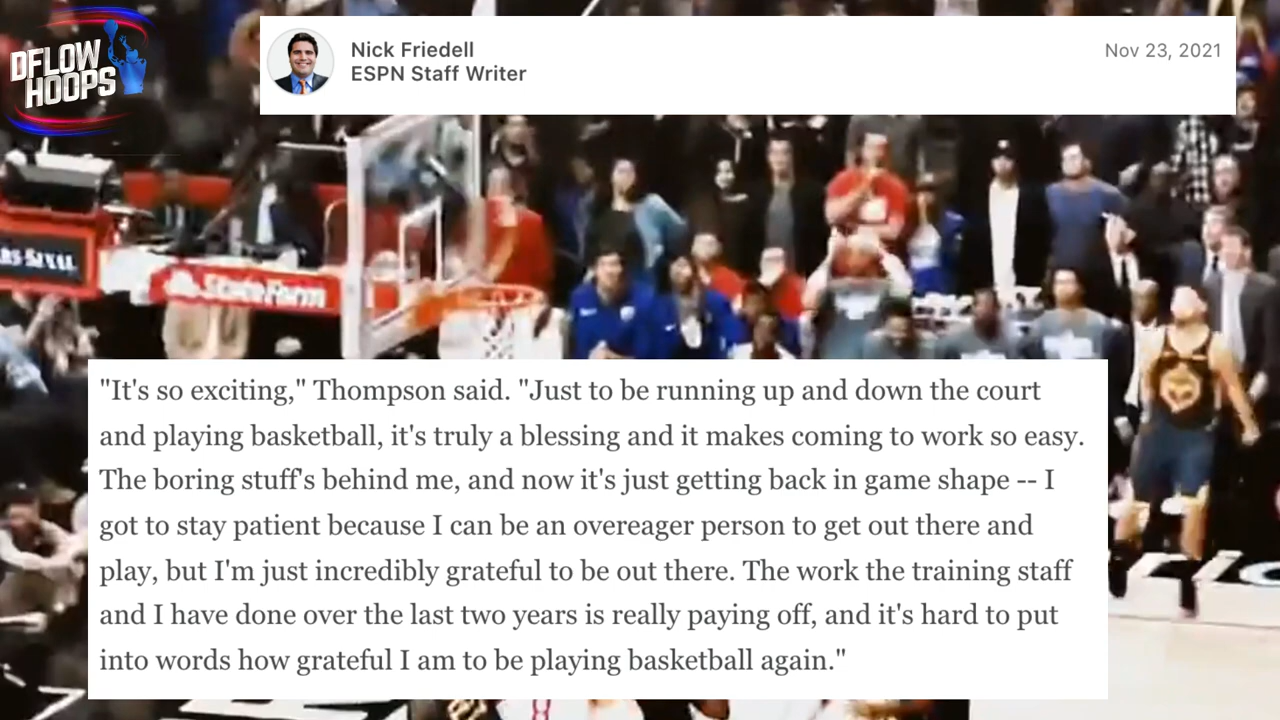 DFLOW
HOOPS
Nick Friedell
ESPN Staff Writer
Nov 23, 2021
StateFarm
"It's so exciting," Thompson said. "Just to be running up and down the court
and playing basketball, it's truly a blessing and it makes coming to work so easy.
The boring stuff's behind me, and now it's just getting back in game shape -- I
got to stay patient because I can be an overeager person to get out there and
play, but I'm just incredibly grateful to be out there. The work the training staff
and I have done over the last two years is really paying off, and it's hard to put
into words how grateful I am to be playing basketball again."